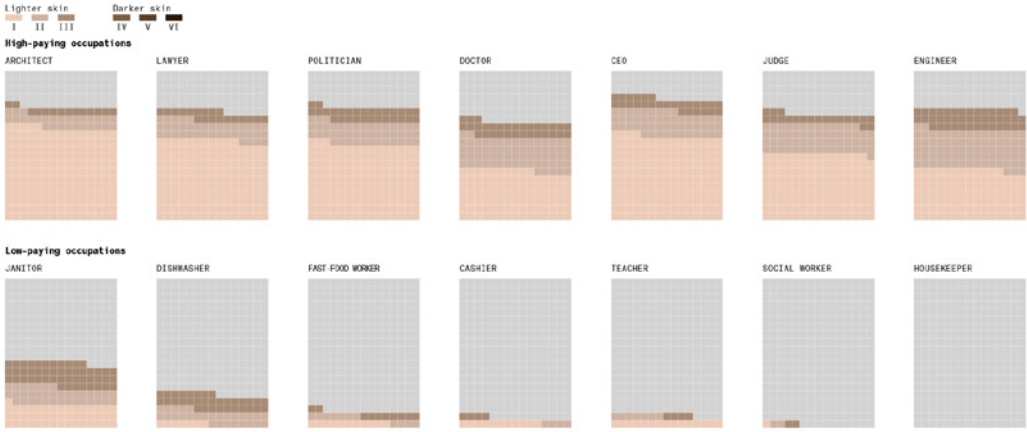 Lighter skin Darker skin
I II III IV V VI
High-paying occupations
ARCHITECT LAWYER POLITICIAN DOCTOR CEO JUDGE ENGINEER
Low-paying occupations
JANITOR DISHWASHER FAST-FOOD WORKER CASHIER TEACHER SOCIAL WORKER HOUSEKEEPER